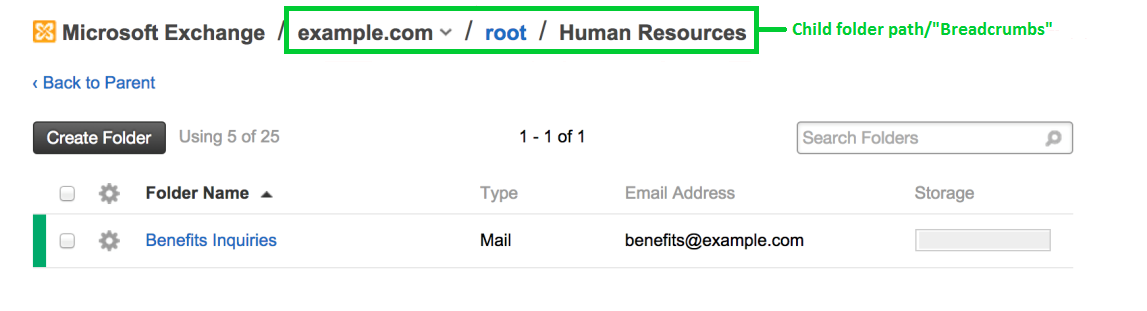 Microsoft Exchange / example.com / root / Human Resources Child folder path/"Breadcrumbs"
‹ Back to Parent
Create Folder Using 5 of 25 1 - 1 of 1 Search Folders
Folder Name Type Email Address Storage
Benefits Inquiries Mail benefits@example.com